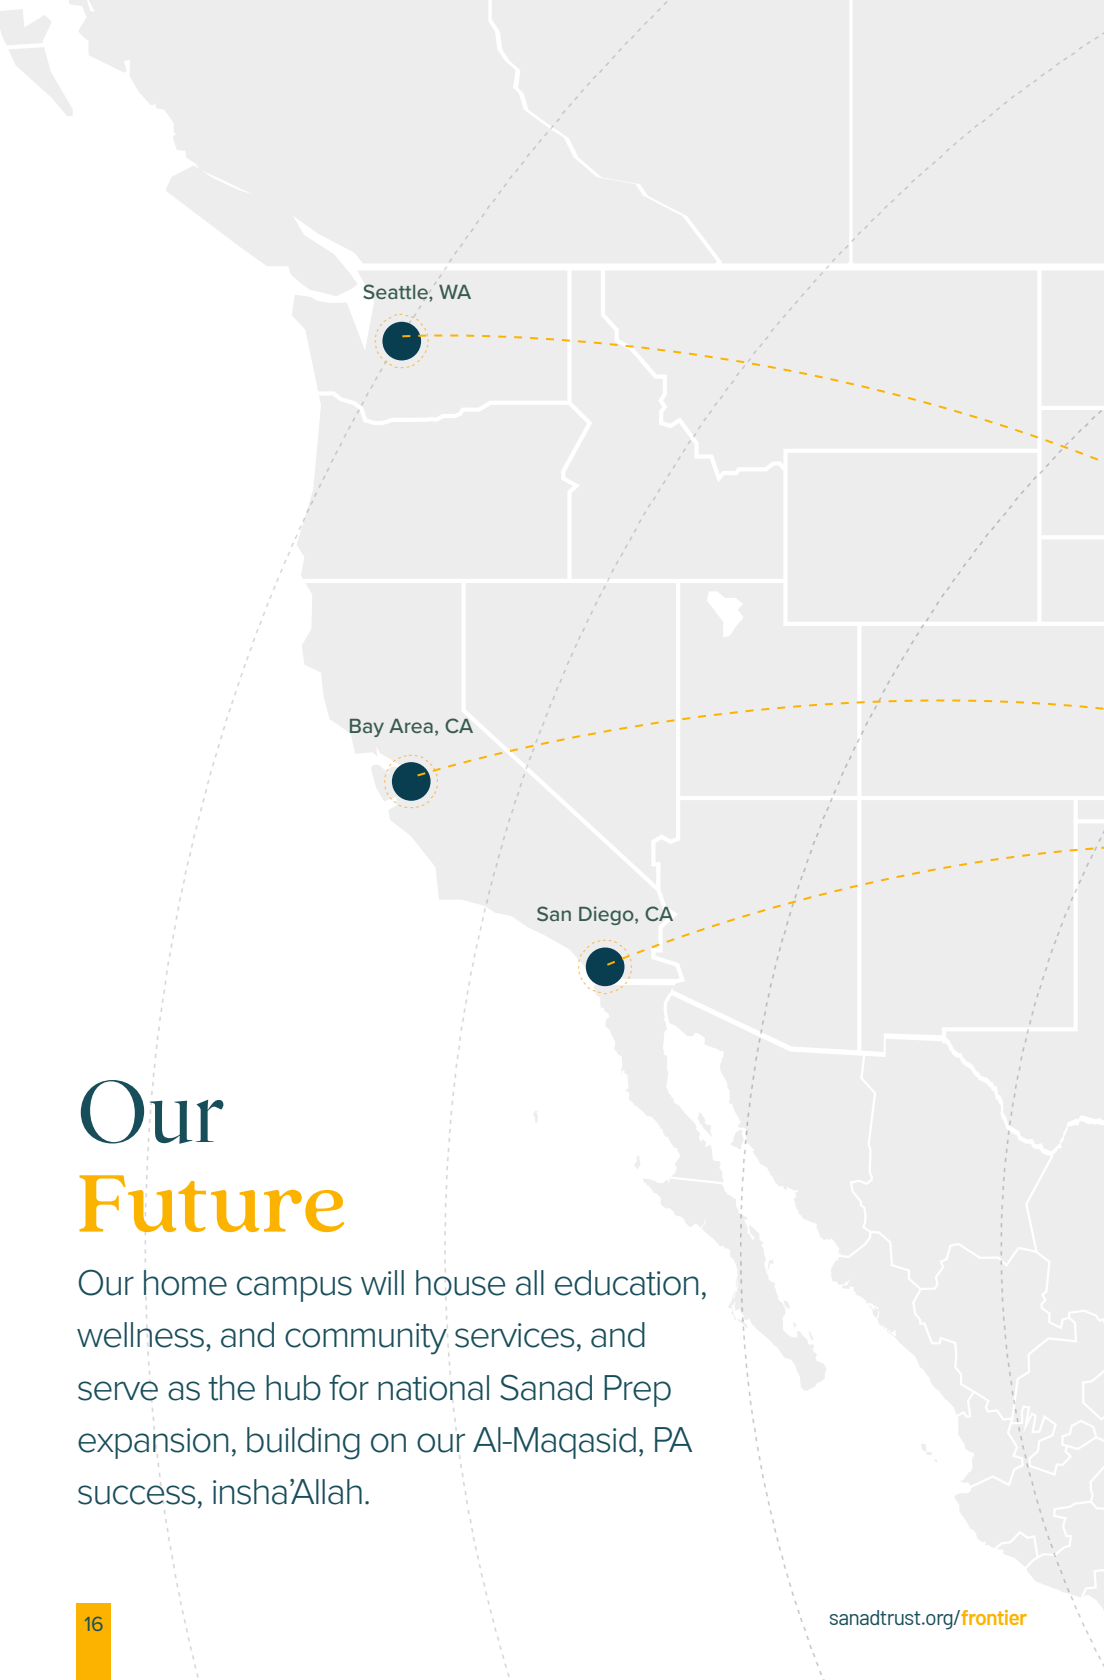 Seattle, WA
Bay Area, CA
San Diego, CA
Our
Future
Our home campus will house all education,
wellness, and community services, and
serve as the hub for national Sanad Prep
expansion, building on our Al-Maqasid, PA
success, insha’Allah.
16
sanadtrust.org/frontier